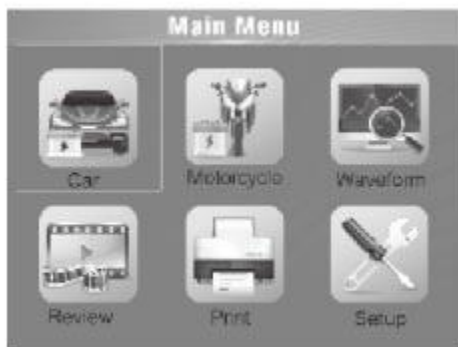 Main Menu
Car
Motorcycle
Waveform
Review
Print
Setup